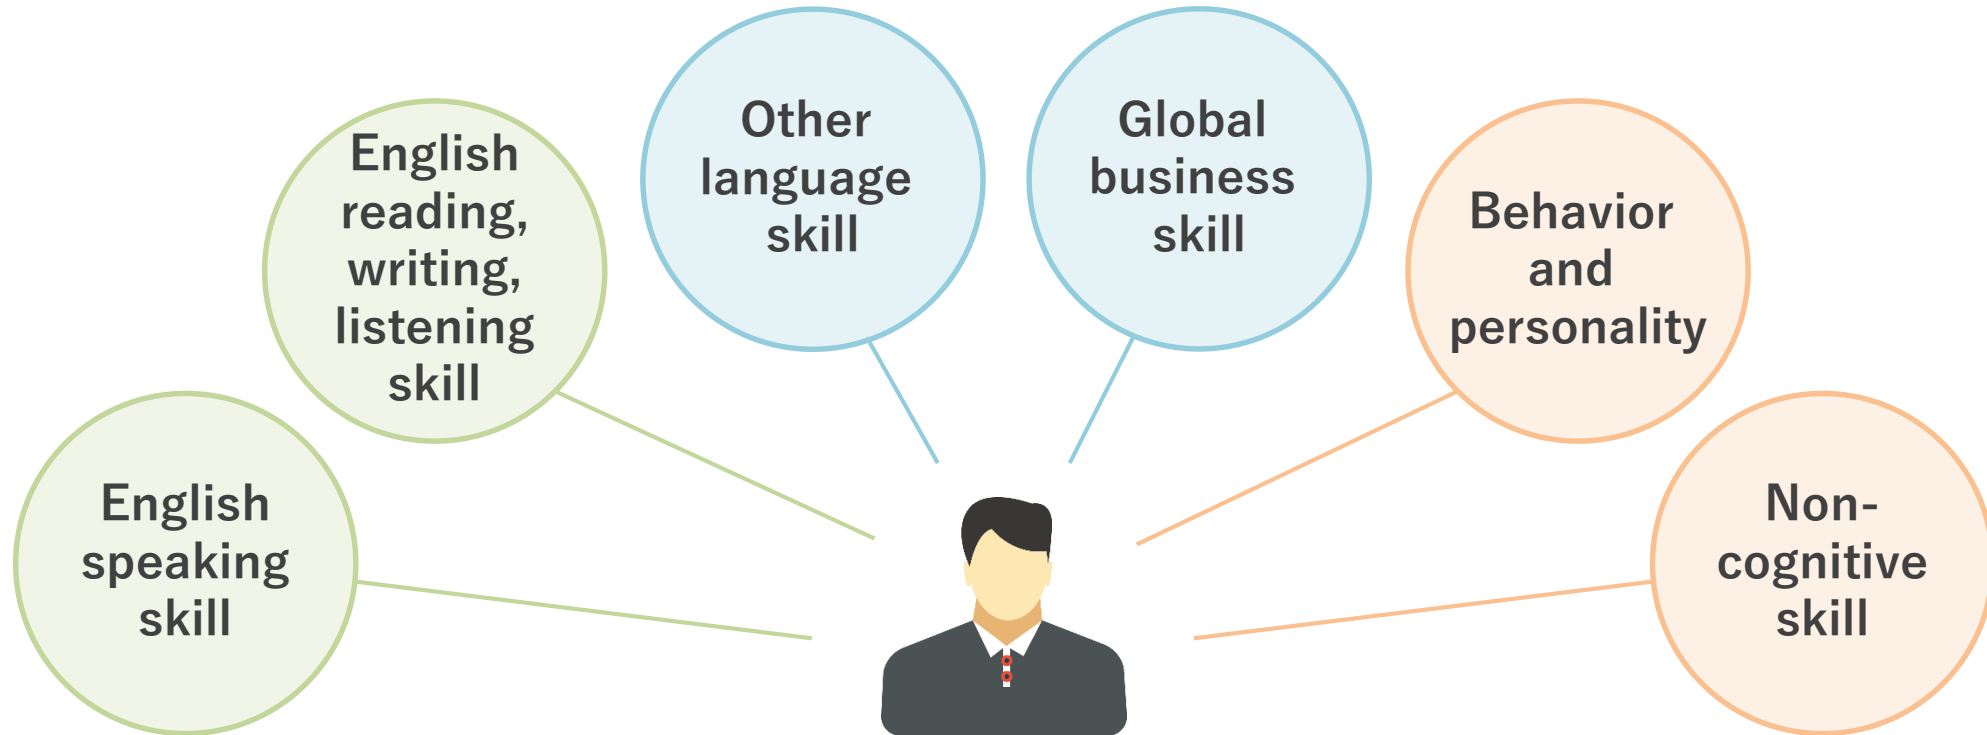 English
speaking
skill
English
reading,
writing,
listening
skill
Other
language
skill
Global
business
skill
Behavior
and
personality
Non-
cognitive
skill